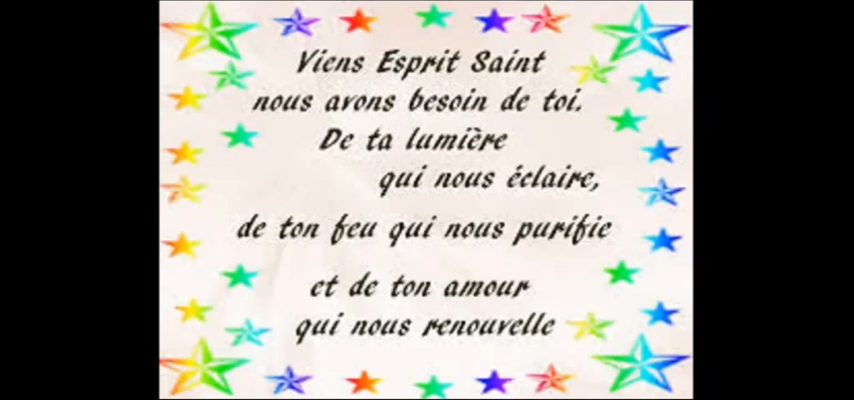 Viens Esprit Saint
nous avons besoin de toi.
De ta lumière
qui nous éclaire,
de ton feu qui nous purifie
et de ton amour
qui nous renouvelle